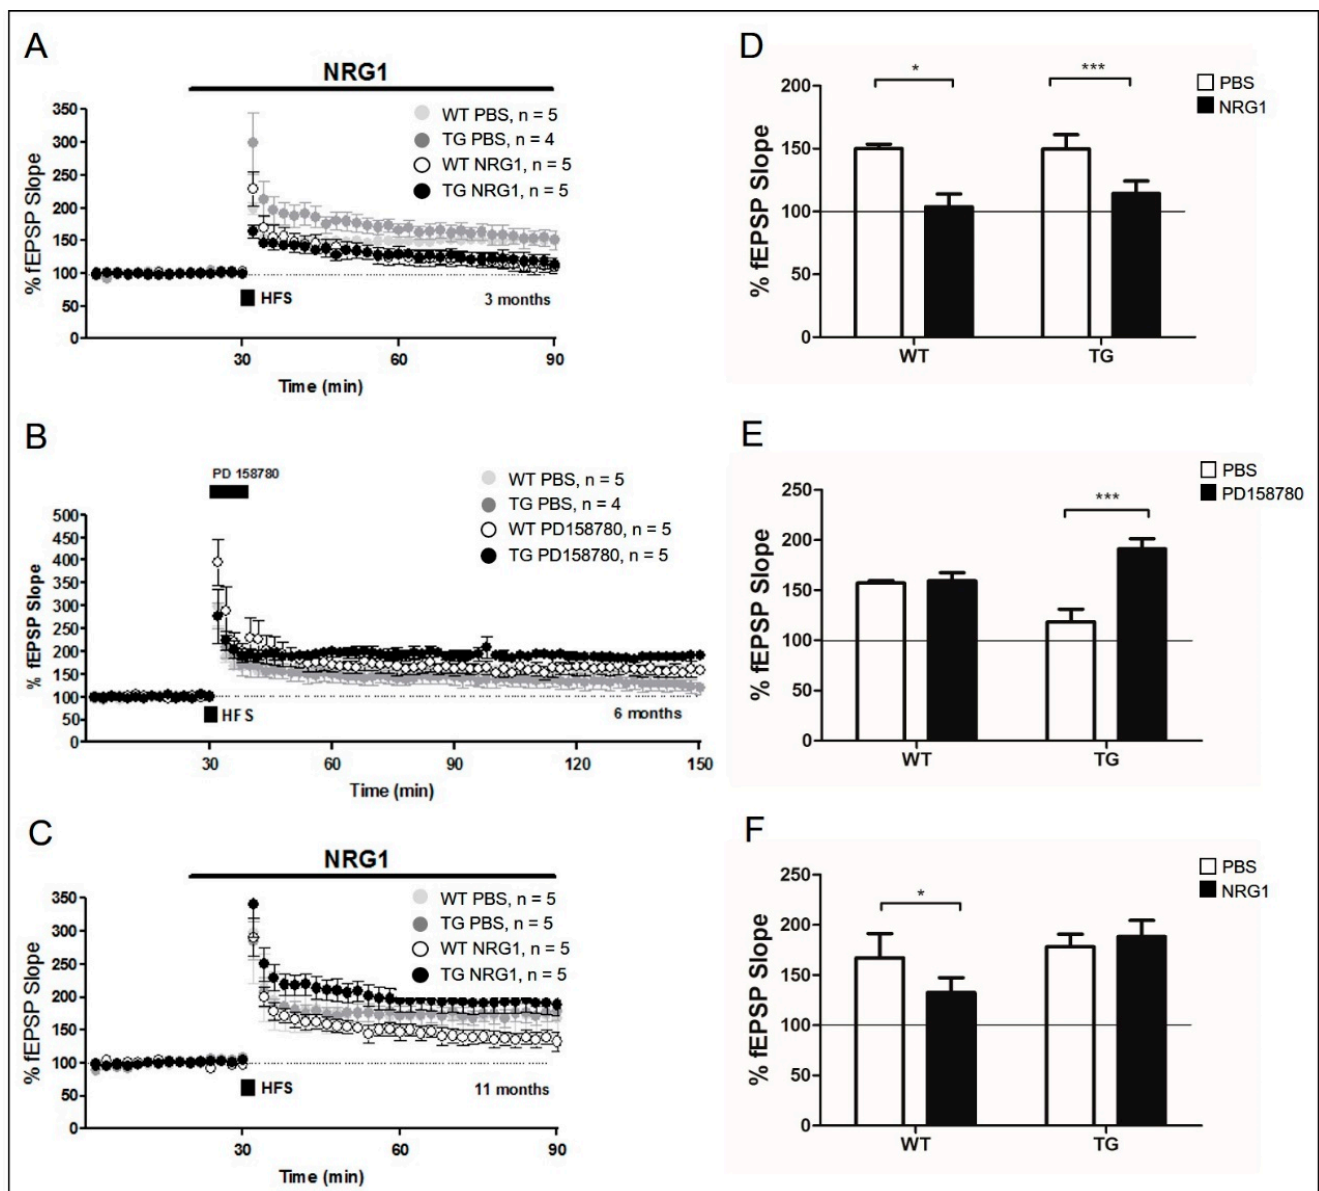 A
NRG1
% fEPSP Slope
350
300
250
200
150
100
50
0
WT PBS, n = 5
TG PBS, n = 4
WT NRG1, n = 5
TG NRG1, n = 5
HFS
3 months
30
60
90
Time (min)
D
% fEPSP Slope
200
150
100
50
0
*
***
PBS
NRG1
WT
TG
B
PD 158780
% fEPSP Slope
500
450
400
350
300
250
200
150
100
50
0
WT PBS, n = 5
TG PBS, n = 4
WT PD158780, n = 5
TG PD158780, n = 5
HFS
6 months
30
60
90
120
150
Time (min)
E
% fEPSP Slope
250
200
150
100
50
0
***
PBS
PD158780
WT
TG
C
NRG1
% fEPSP Slope
350
300
250
200
150
100
50
0
WT PBS, n = 5
TG PBS, n = 5
WT NRG1, n = 5
TG NRG1, n = 5
HFS
11 months
30
60
90
Time (min)
F
% fEPSP Slope
250
200
150
100
50
0
*
PBS
NRG1
WT
TG